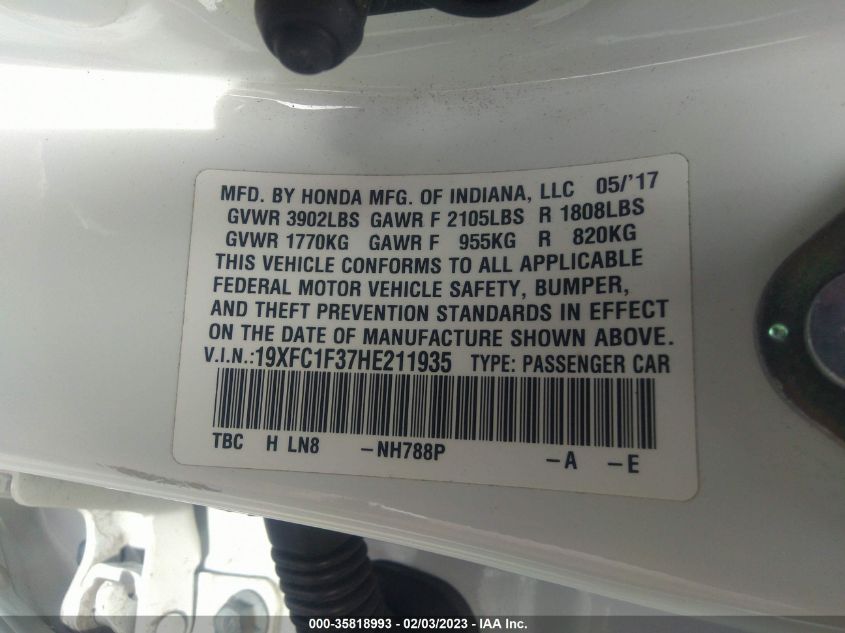 MFD. BY HONDA MFG. OF INDIANA, LLC 05/'17
GVWR 3902LBS GAWR F 2105LBS R 1808LBS
GVWR 1770KG GAWR F 955KG R 820KG
THIS VEHICLE CONFORMS TO ALL APPLICABLE
FEDERAL MOTOR VEHICLE SAFETY, BUMPER,
AND THEFT PREVENTION STANDARDS IN EFFECT
ON THE DATE OF MANUFACTURE SHOWN ABOVE.
V.I.N.:19XFC1F37HE211935 TYPE: PASSENGER CAR
TBC H LN8 -NH788P -A -E
000-35818993 - 02/03/2023 - IAA Inc.